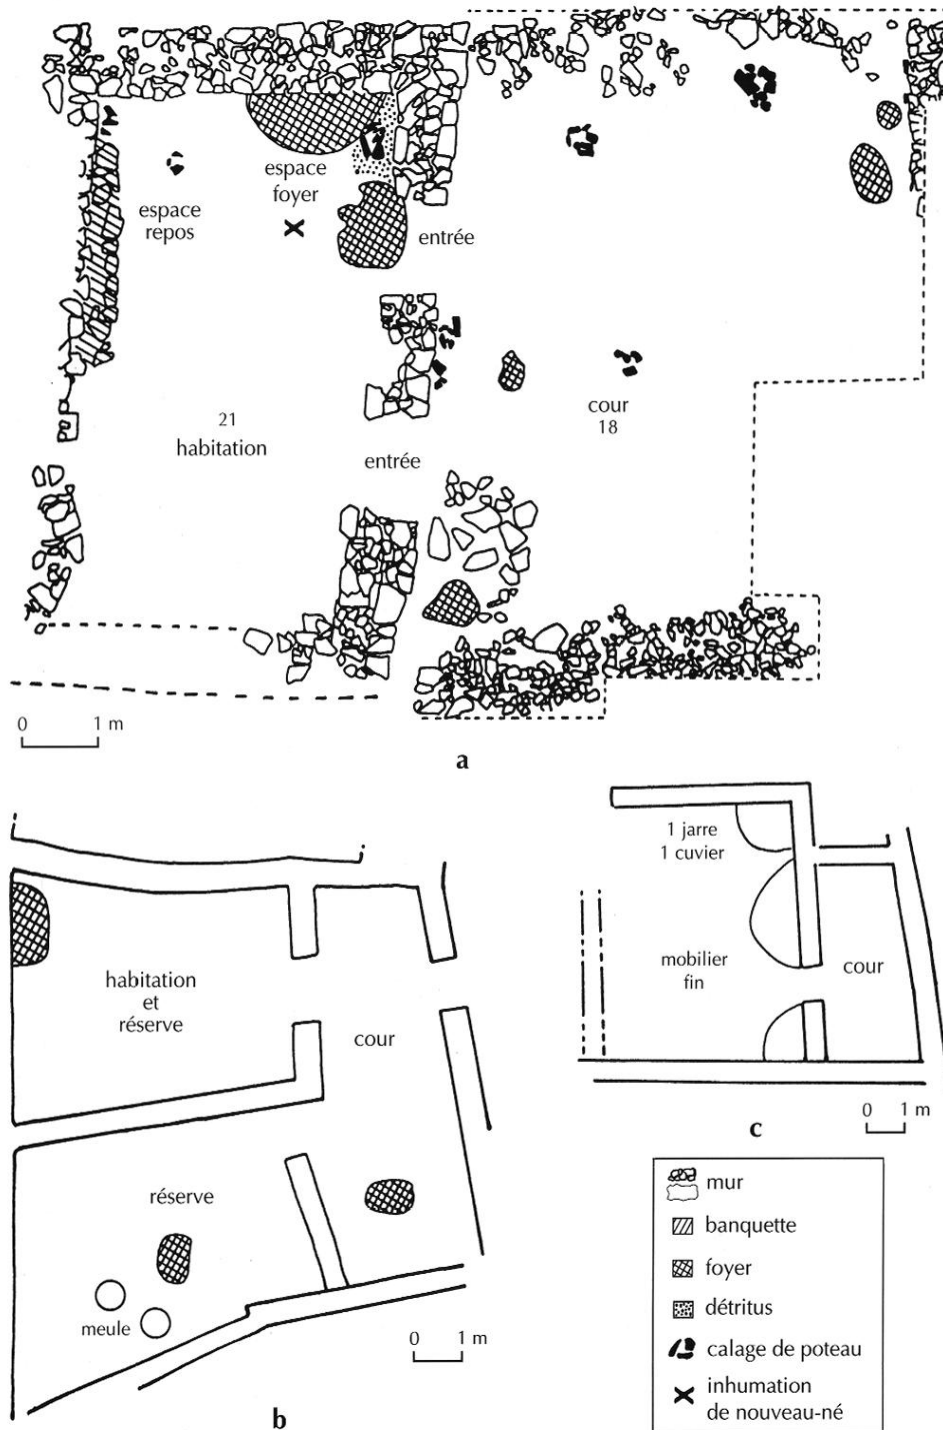 espace
foyer
espace
repos
entrée
21
habitation
entrée
cour
18
0 1 m
a
habitation
et
réserve
cour
réserve
meule
0 1 m
b
1 jarre
1 cuvier
mobilier
fin
cour
0 1 m
c
mur
banquette
foyer
détritus
calage de poteau
inhumation
de nouveau-né